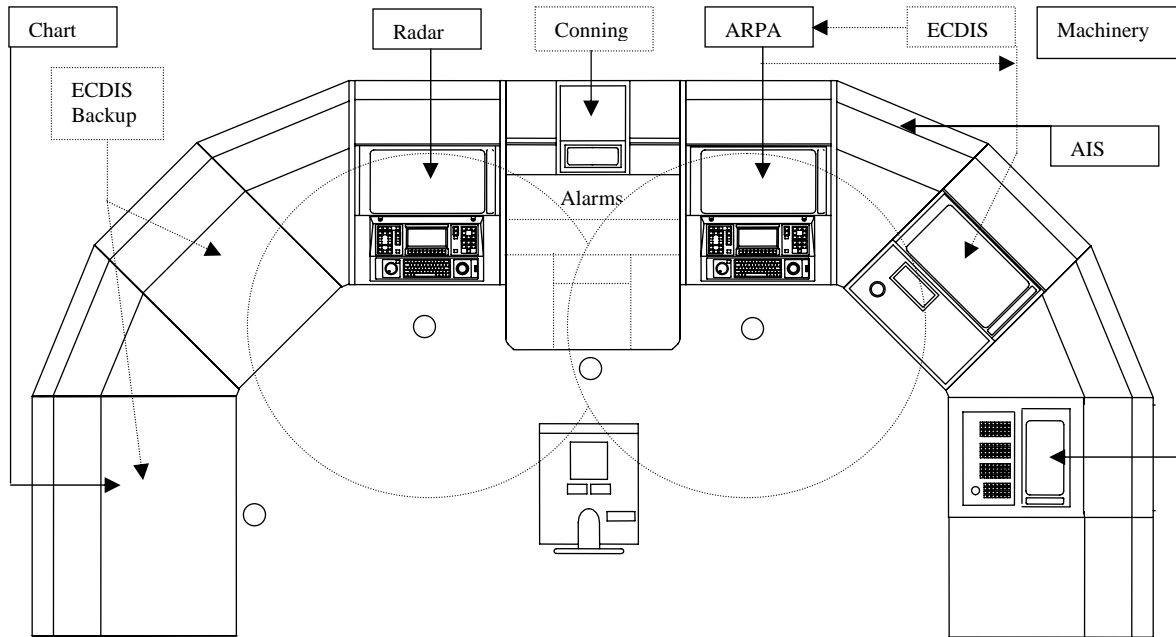 Chart
Radar
Conning
ARPA
ECDIS
Machinery
ECDIS
Backup
AIS
Alarms